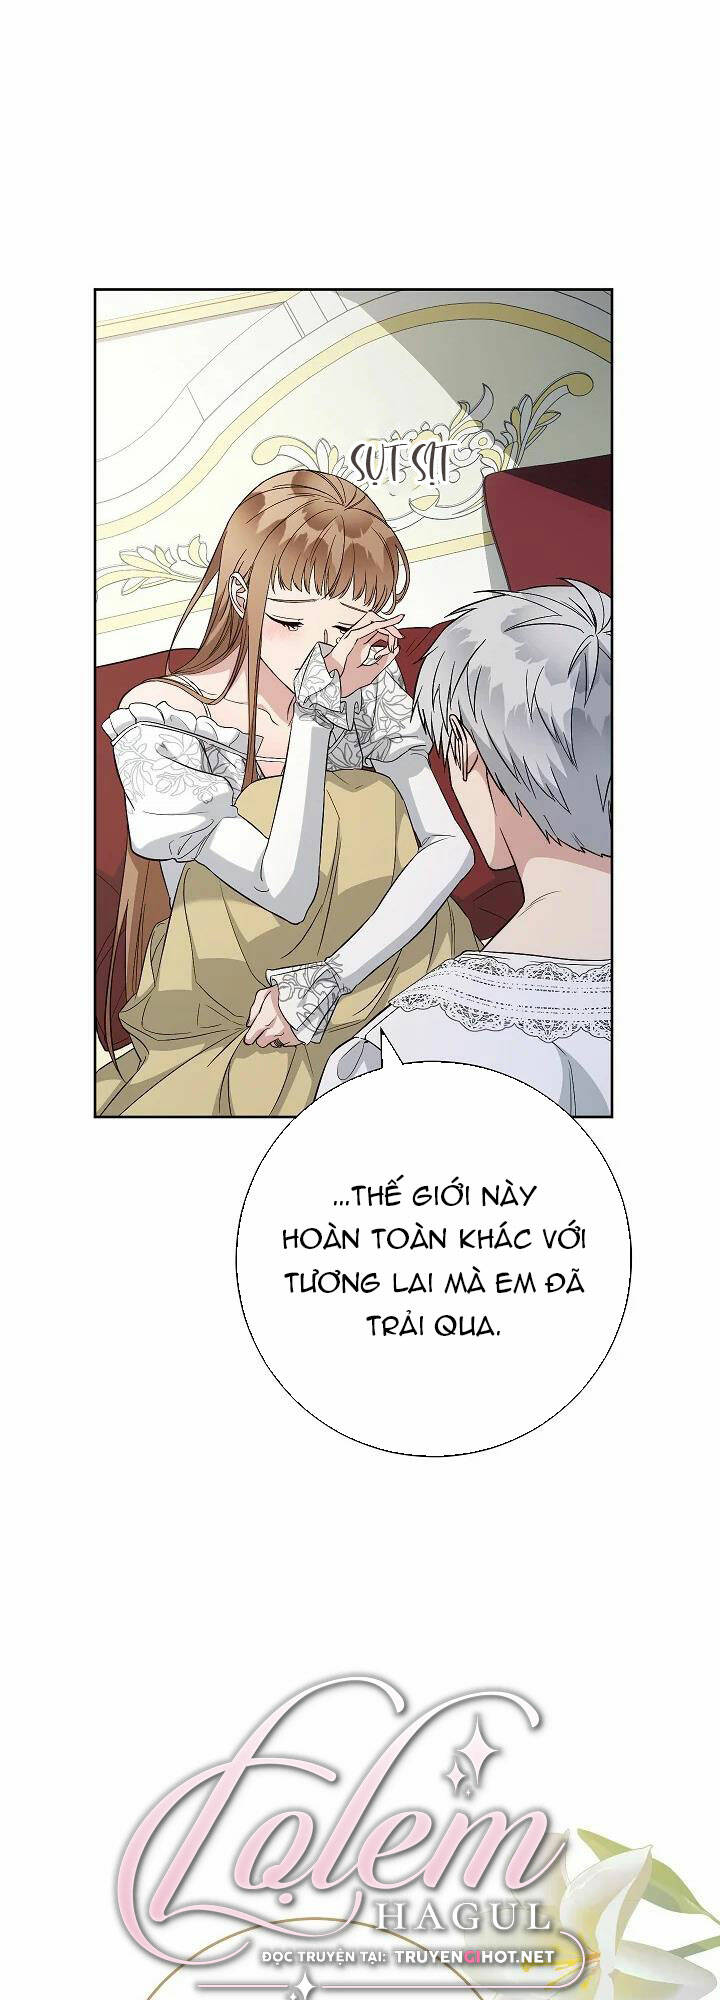 SỤT SỊT
...THẾ GIỚI NÀY
HOÀN TOÀN KHÁC VỚI
TƯƠNG LAI MÀ EM ĐÃ
TRẢI QUA.
Lọlem
HAGUL
ĐỌC TRUYỆN TẠI: TRUYENGIHOT.NET